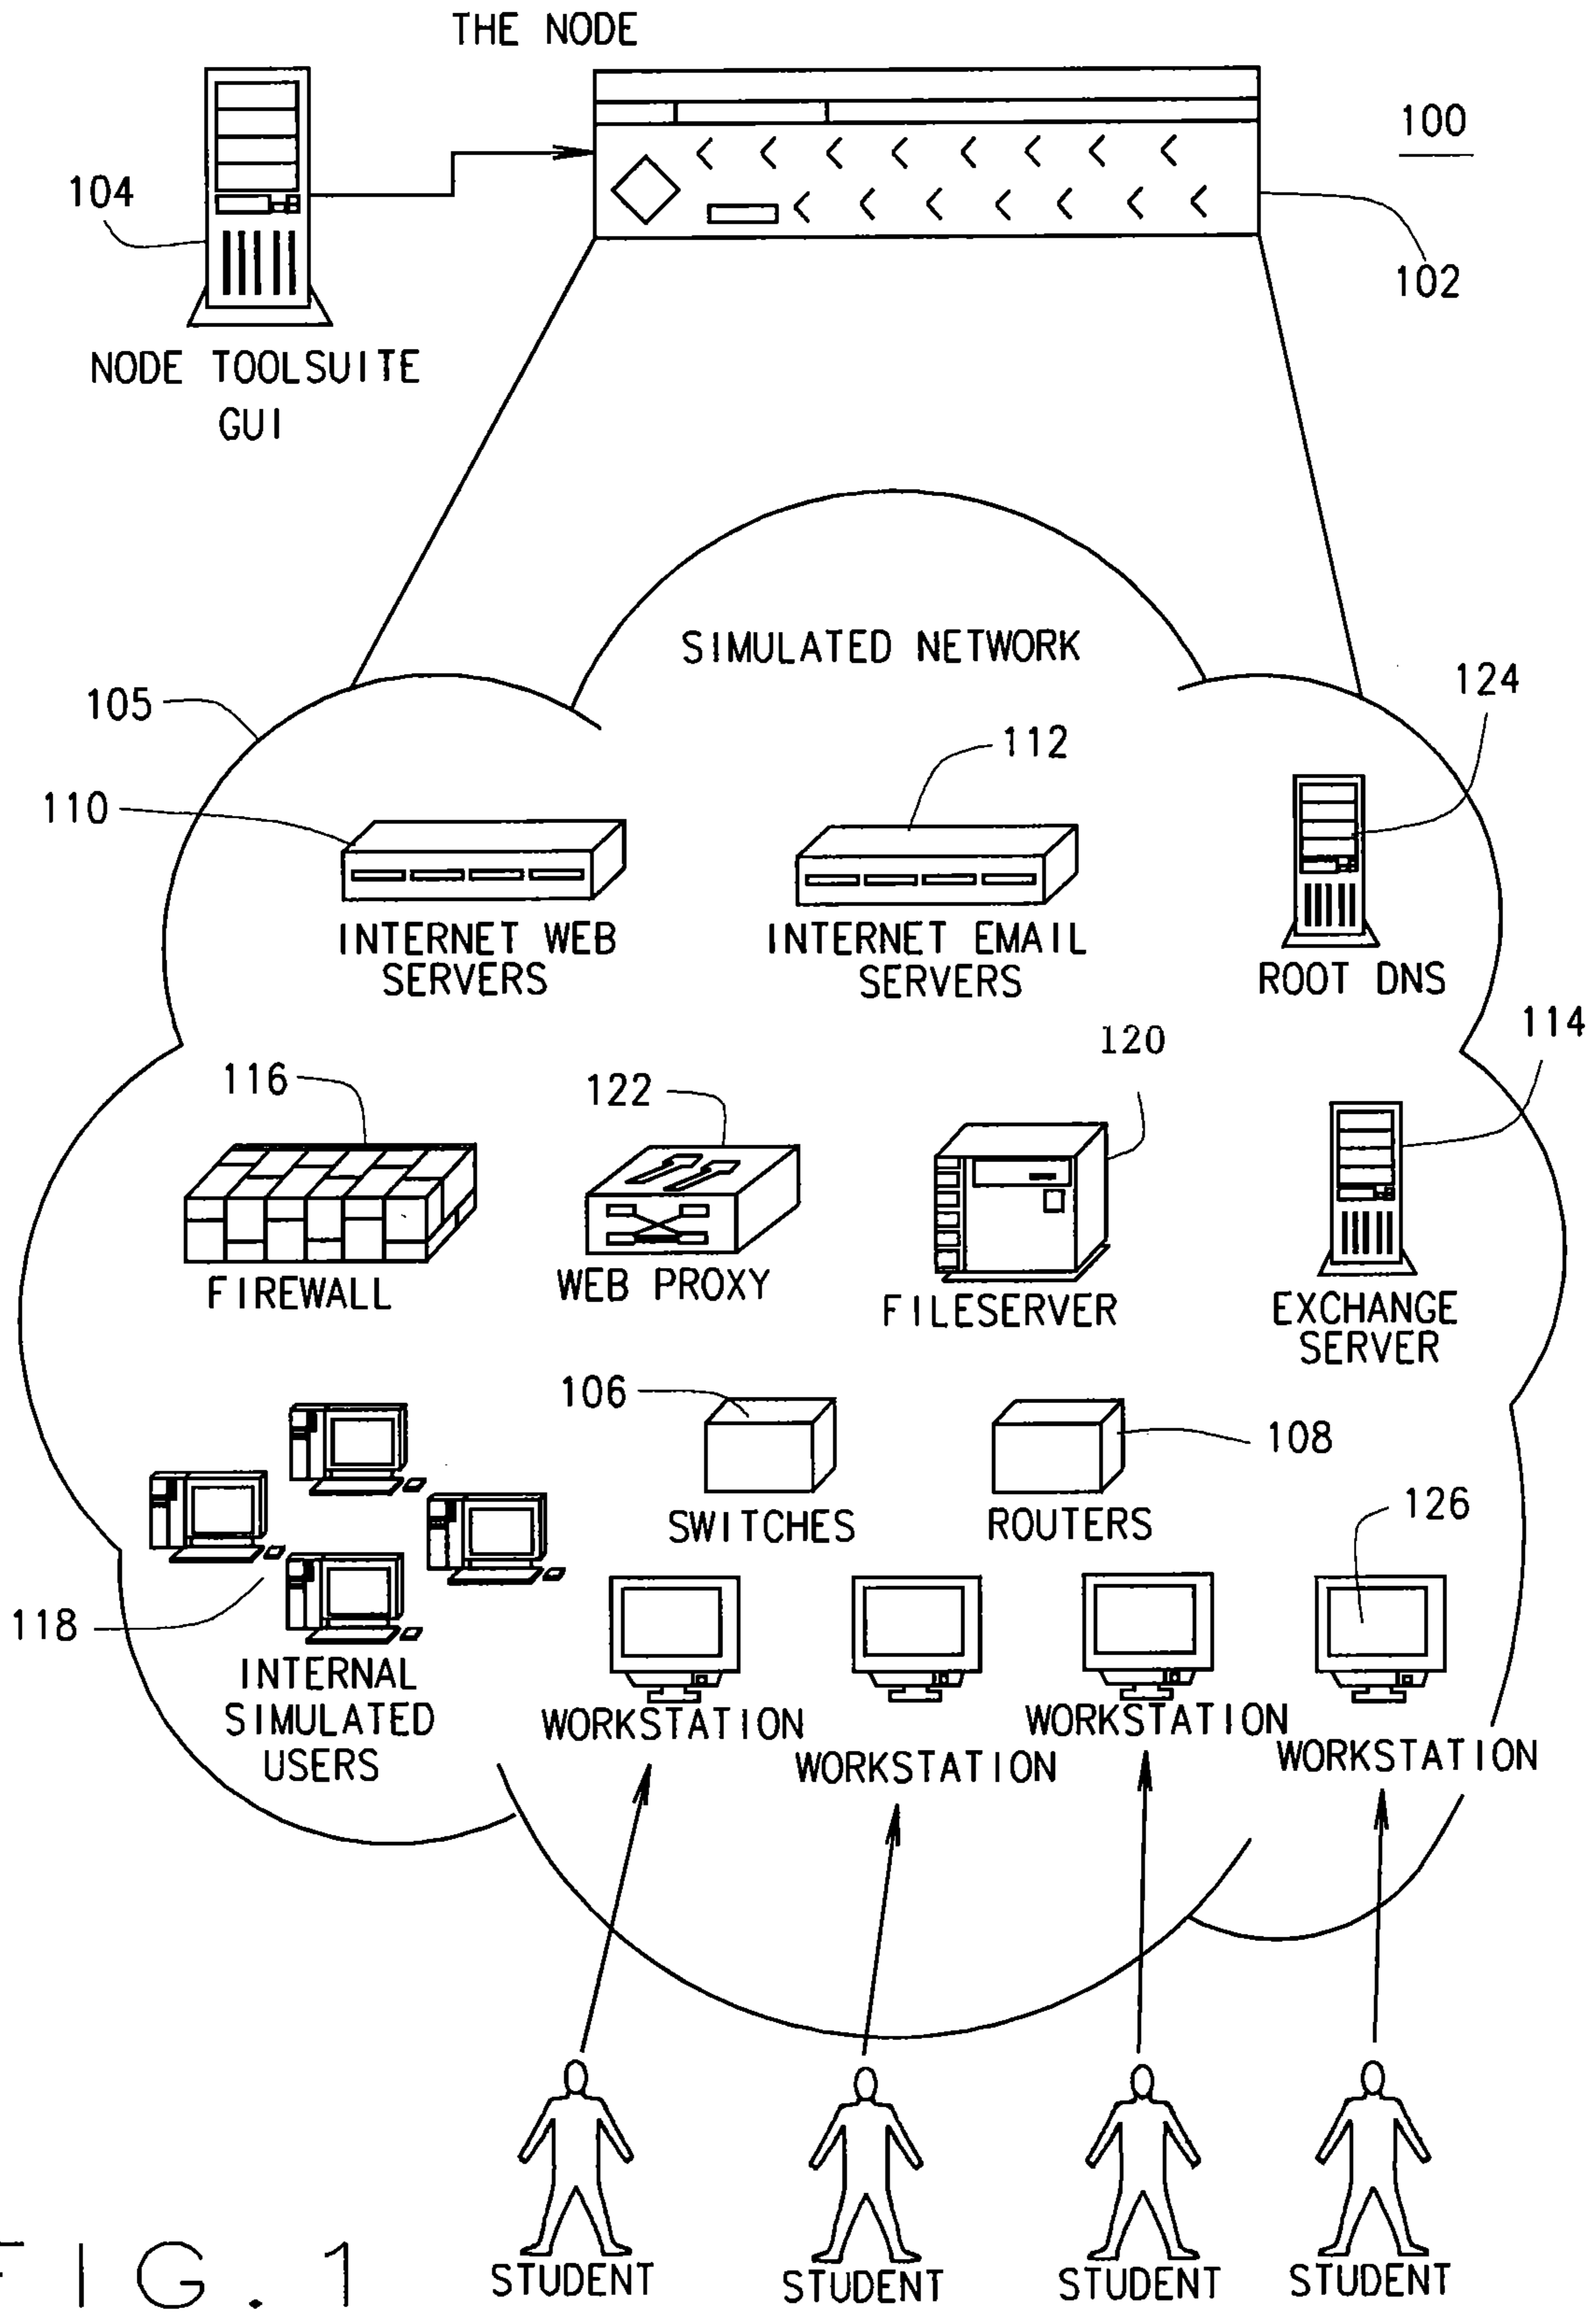 THE NODE
100
104
102
NODE TOOLSUITE
GUI
SIMULATED NETWORK
105
124
112
110
INTERNET WEB
SERVERS
INTERNET EMAIL
SERVERS
ROOT DNS
114
116
122
120
FIREWALL
WEB PROXY
FILESERVER
EXCHANGE
SERVER
106
108
SWITCHES
ROUTERS
126
118
INTERNAL
SIMULATED
USERS
WORKSTATION
WORKSTATION
WORKSTATION
WORKSTATION
STUDENT
STUDENT
STUDENT
STUDENT
FIG. 1